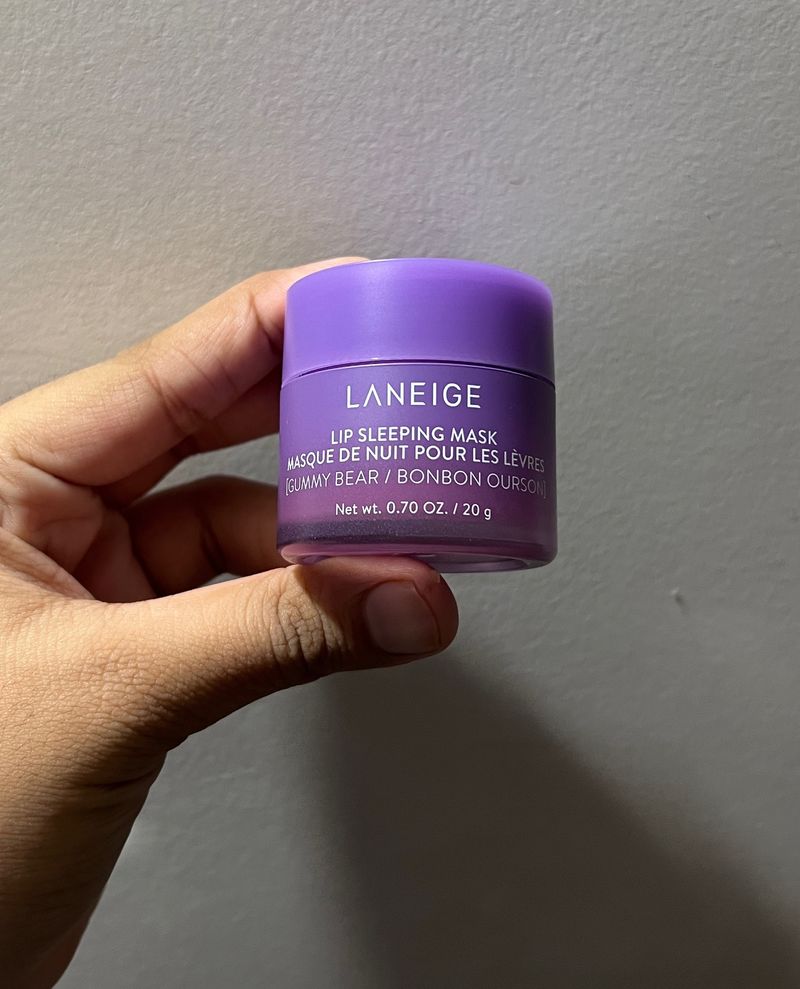 LANEIGE
LIP SLEEPING MASK
MASQUE DE NUIT POUR LES LÈVRES
[GUMMY BEAR / BONBON OURSON]
Net wt. 0.70 OZ. / 20 g